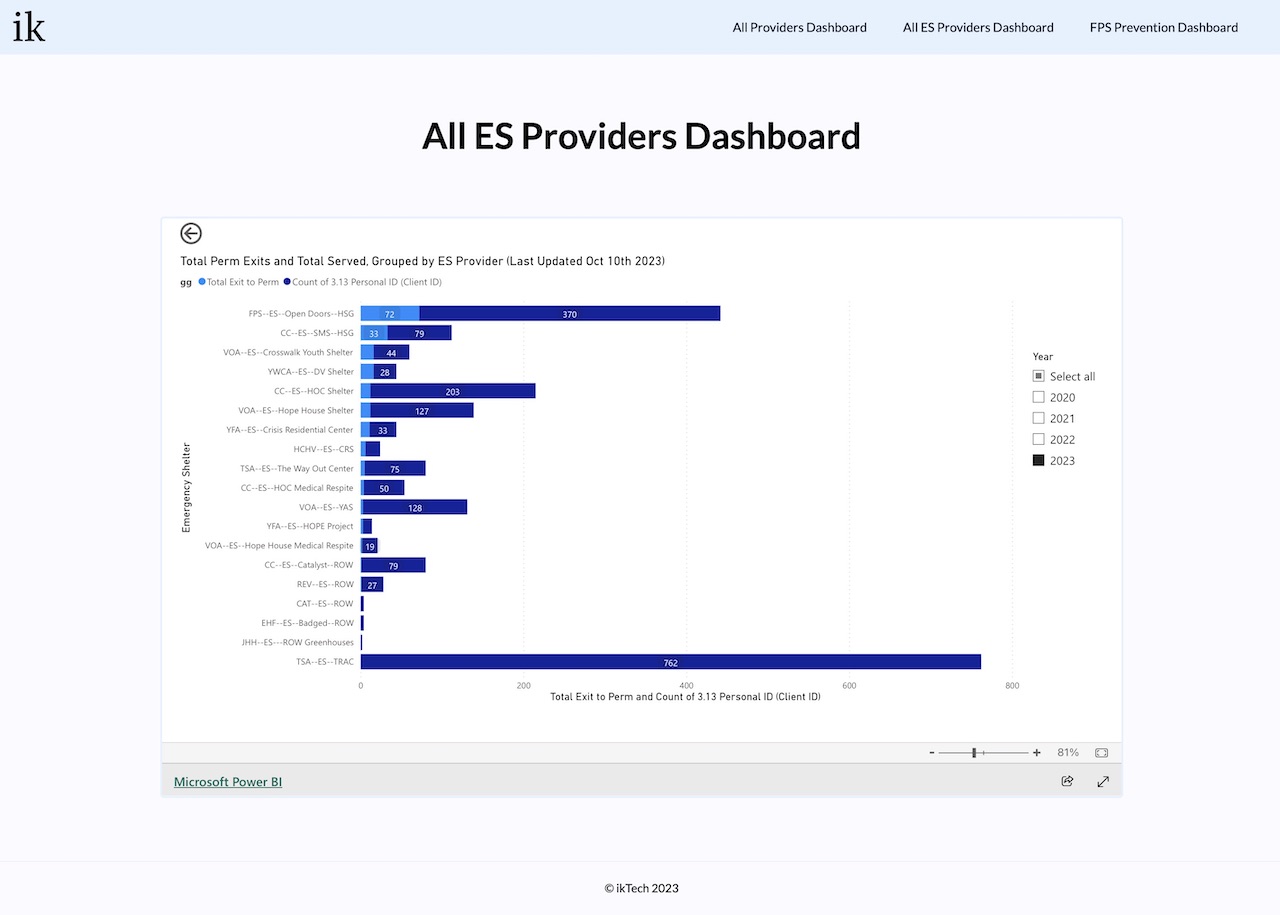 ik
All Providers Dashboard
All ES Providers Dashboard
FPS Prevention Dashboard
All ES Providers Dashboard
Total Perm Exits and Total Served, Grouped by ES Provider (Last Updated Oct 10th 2023)
gg Total Exit to Perm Count of 3.13 Personal ID (Client ID)
Emergency Shelter
FPS--ES--Open Doors--HSG 72 370
CC--ES--SMS--HSG 33 79
VOA--ES--Crosswalk Youth Shelter 44
YWCA--ES--DV Shelter 28
CC--ES--HOC Shelter 203
VOA--ES--Hope House Shelter 127
YFA--ES--Crisis Residential Center 33
HCHV--ES--CRS
TSA--ES--The Way Out Center 75
CC--ES--HOC Medical Respite 50
VOA--ES--YAS 128
YFA--ES--HOPE Project
VOA--ES--Hope House Medical Respite 19
CC--ES--Catalyst--ROW 79
REV--ES--ROW 27
CAT--ES--ROW
EHF--ES--Badged--ROW
JHH--ES---ROW Greenhouses
TSA--ES--TRAC 762
0 200 400 600 800
Total Exit to Perm and Count of 3.13 Personal ID (Client ID)
Year
Select all
2020
2021
2022
2023
- + 81%
Microsoft Power BI
© ikTech 2023